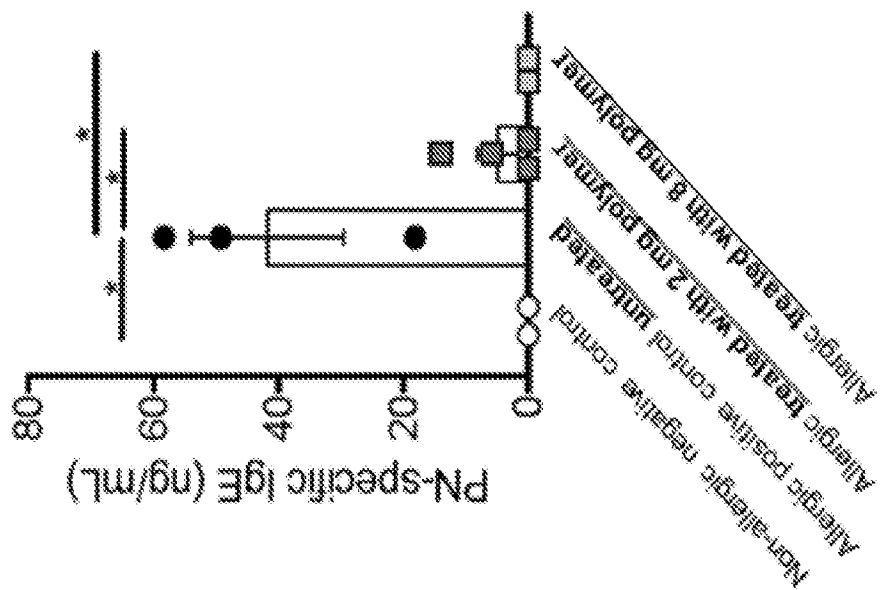 PN-specific IgE (ng/mL)
80
60
40
20
0
*
*
*
Non-allergic negative control
Allergic positive control untreated
Allergic treated with 2 mg polymer
Allergic treated with 8 mg polymer